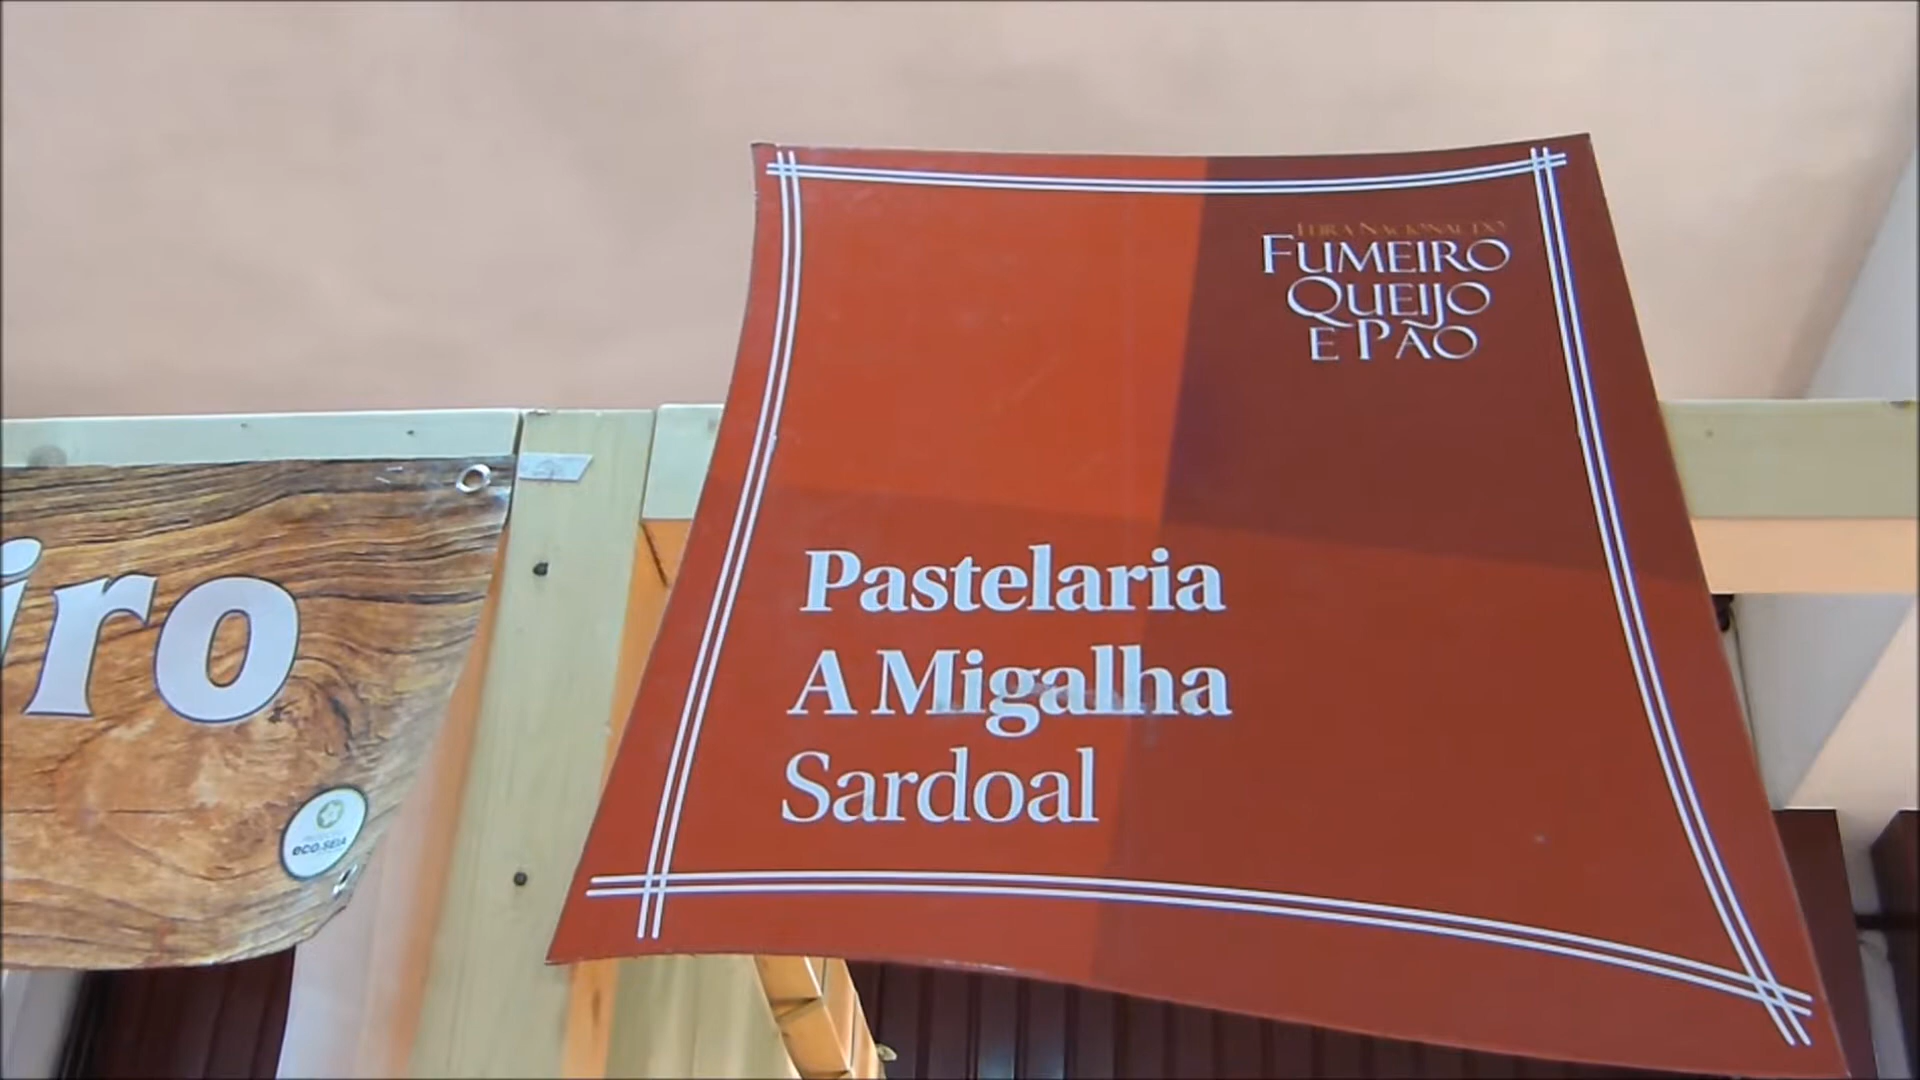 FEIRA NACIONAL DO
FUMEIRO
QUEIJO
E PÃO
Pastelaria
A Migalha
Sardoal
iro
eco-SEIA